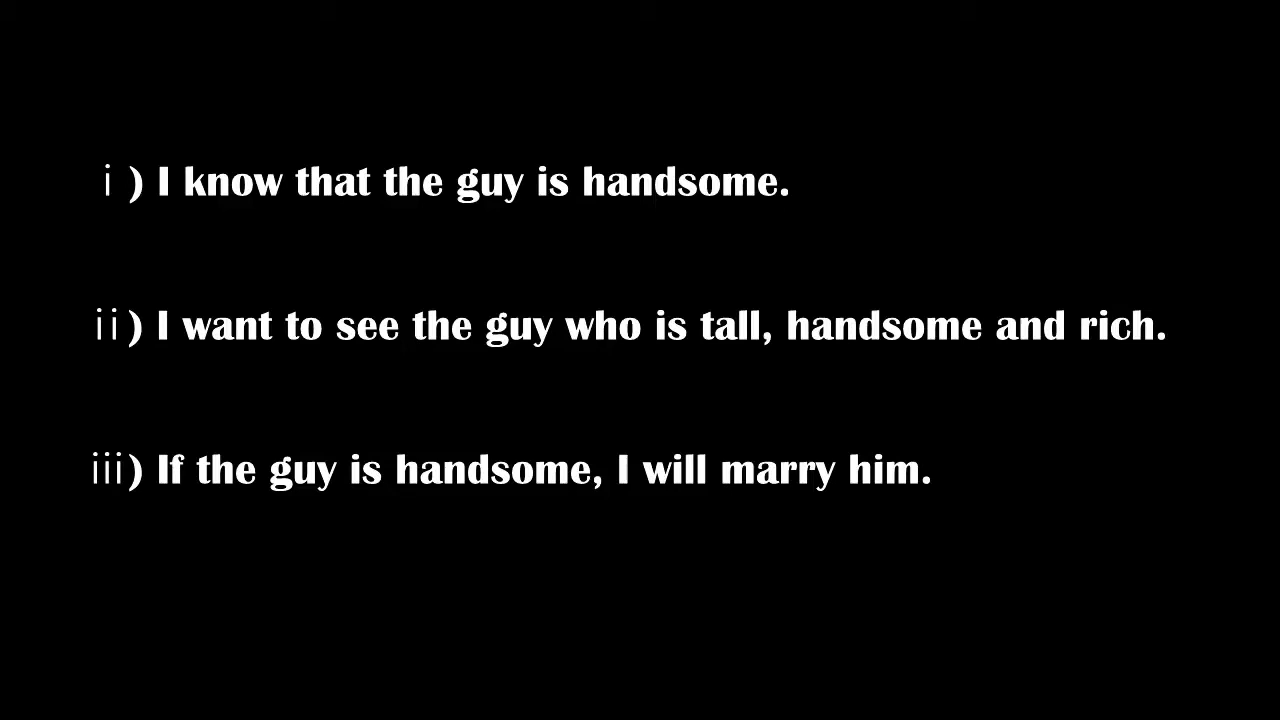 i ) I know that the guy is handsome.
ii ) I want to see the guy who is tall, handsome and rich.
iii ) If the guy is handsome, I will marry him.